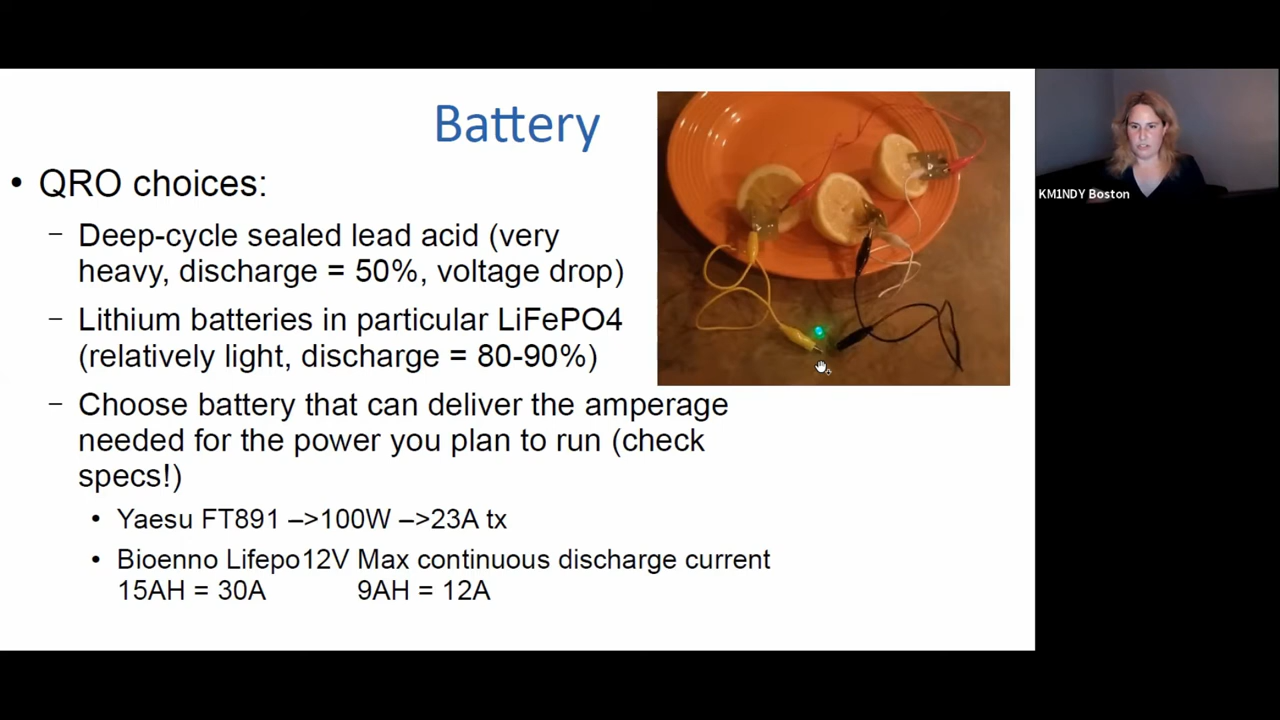 Battery
• QRO choices:
– Deep-cycle sealed lead acid (very
heavy, discharge = 50%, voltage drop)
– Lithium batteries in particular LiFePO4
(relatively light, discharge = 80-90%)
– Choose battery that can deliver the amperage
needed for the power you plan to run (check
specs!)
• Yaesu FT891 –>100W –>23A tx
• Bioenno Lifepo12V Max continuous discharge current
15AH = 30A 9AH = 12A
KM1NDY Boston